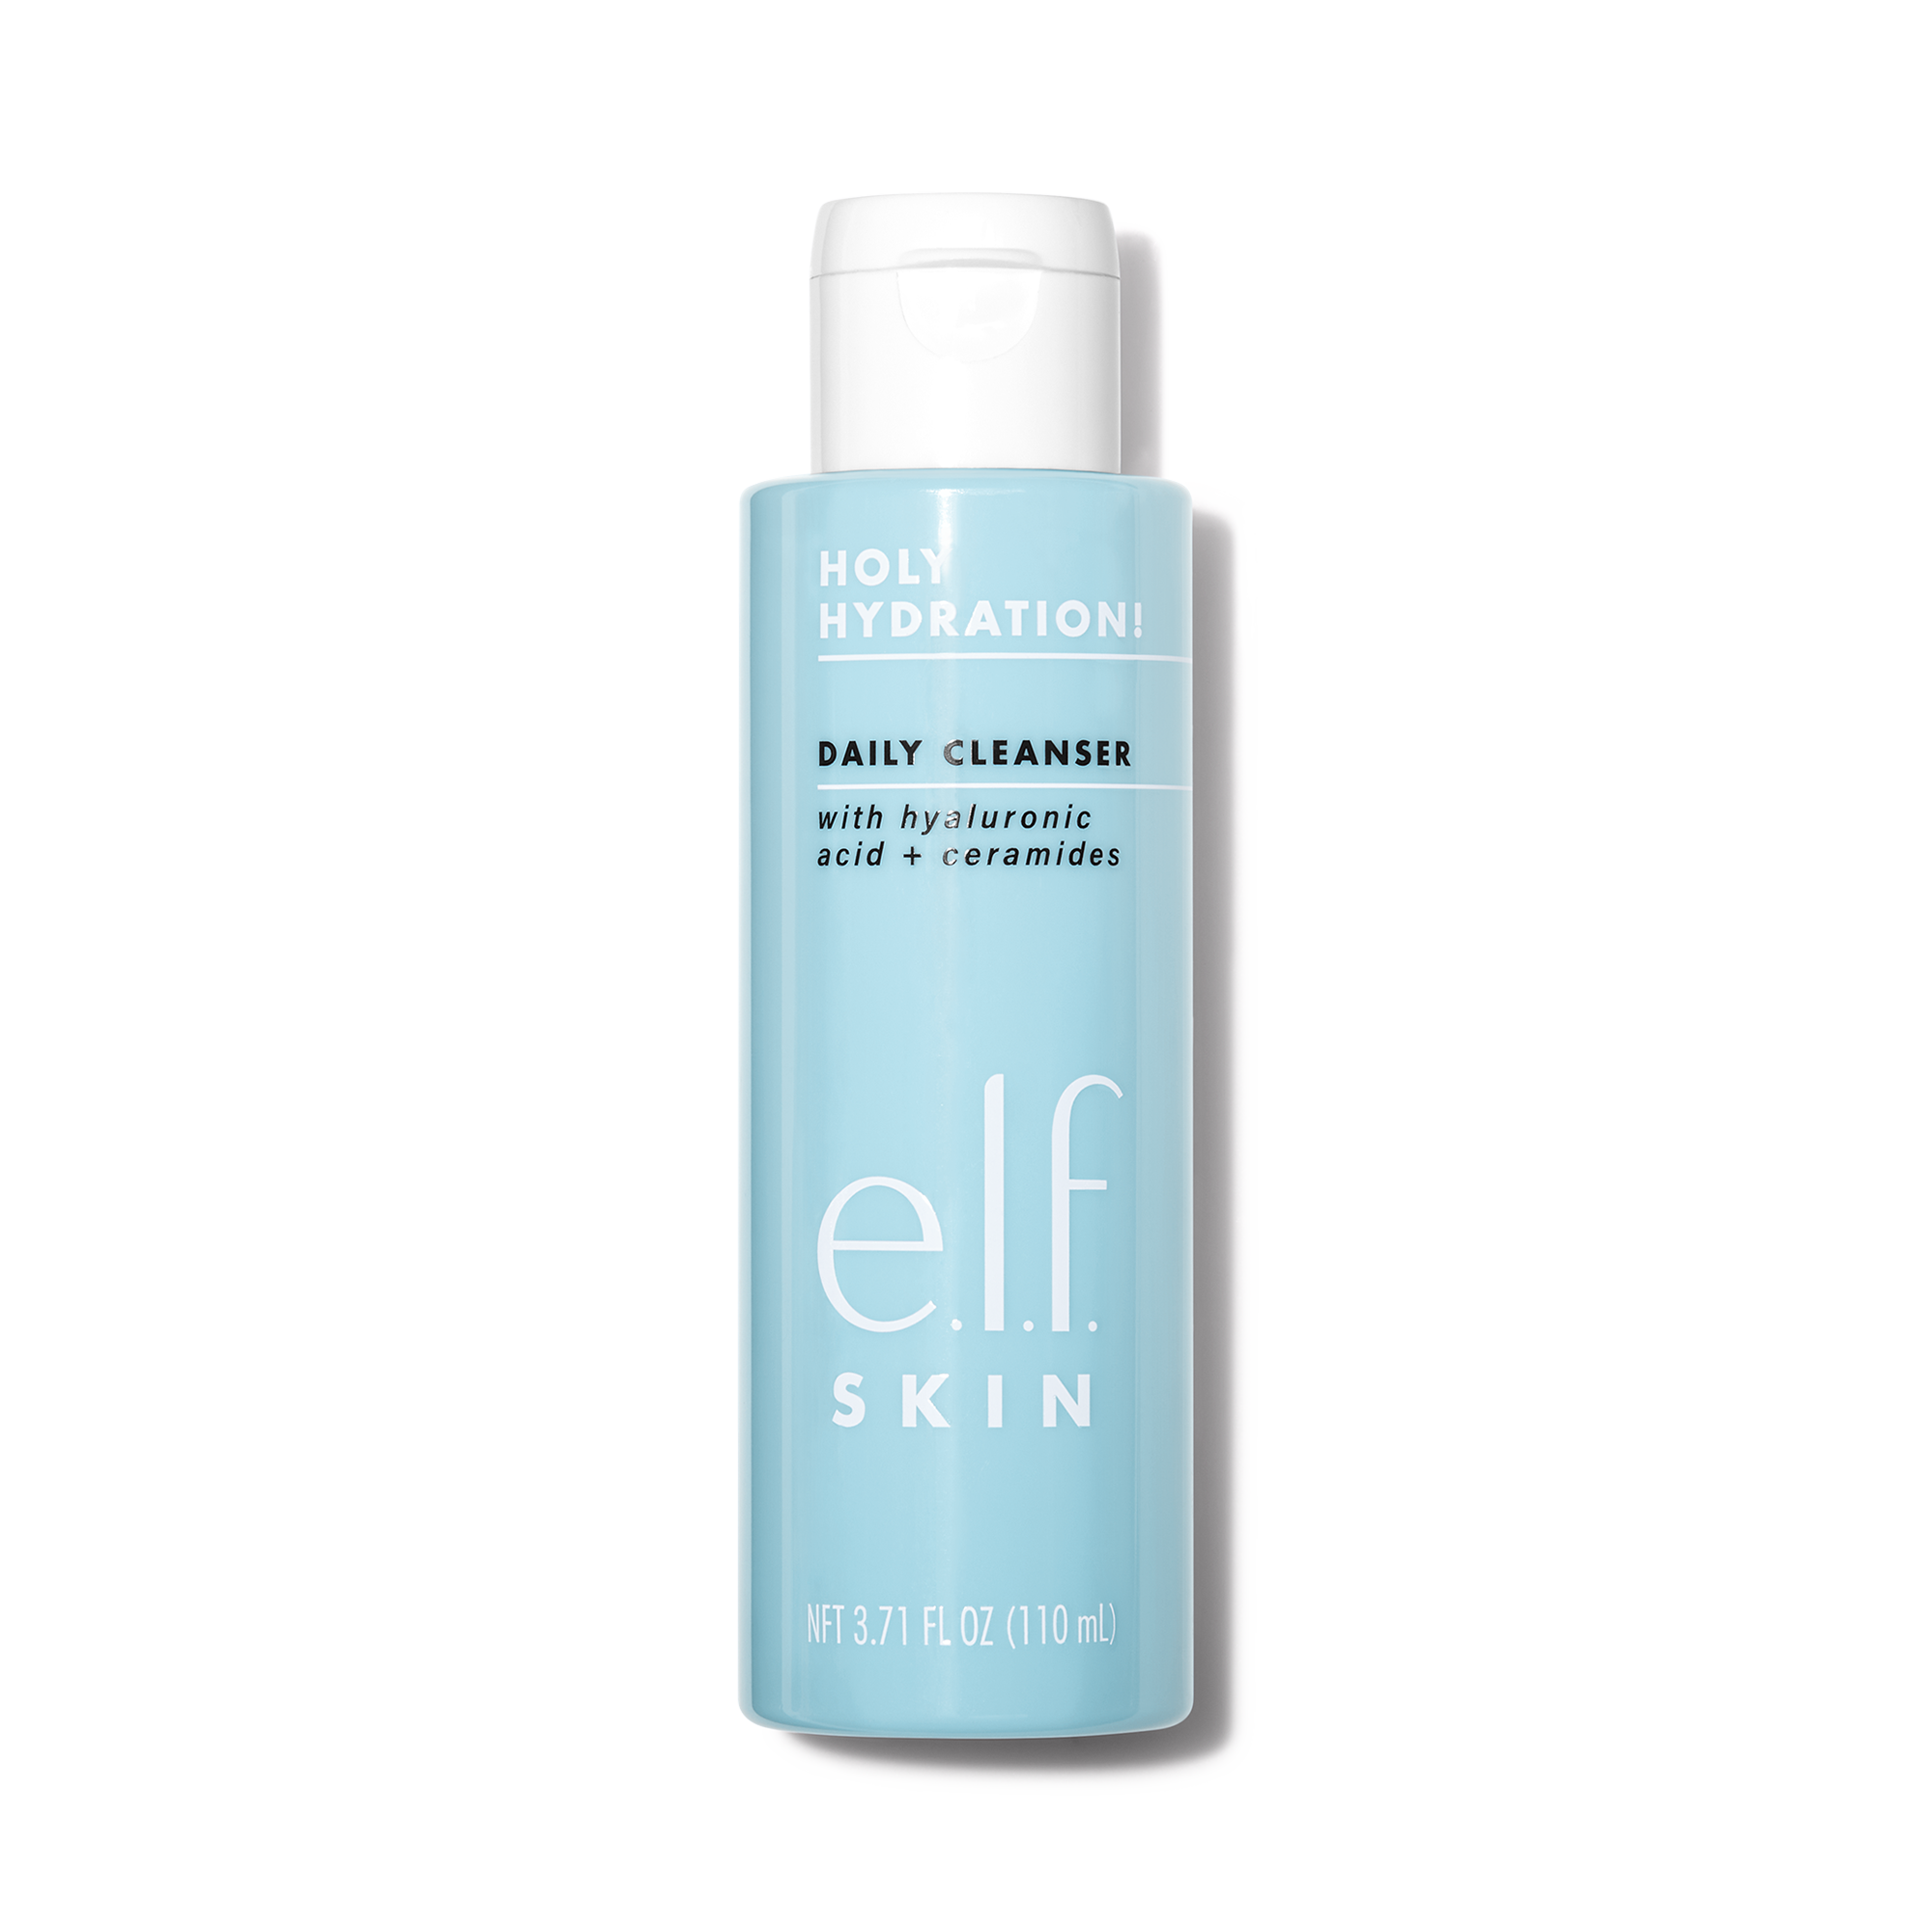 HOLY
HYDRATION!
DAILY CLEANSER
with hyaluronic
acid + ceramides
e.l.f.
SKIN
NFT 3.71 FL OZ (110 mL)